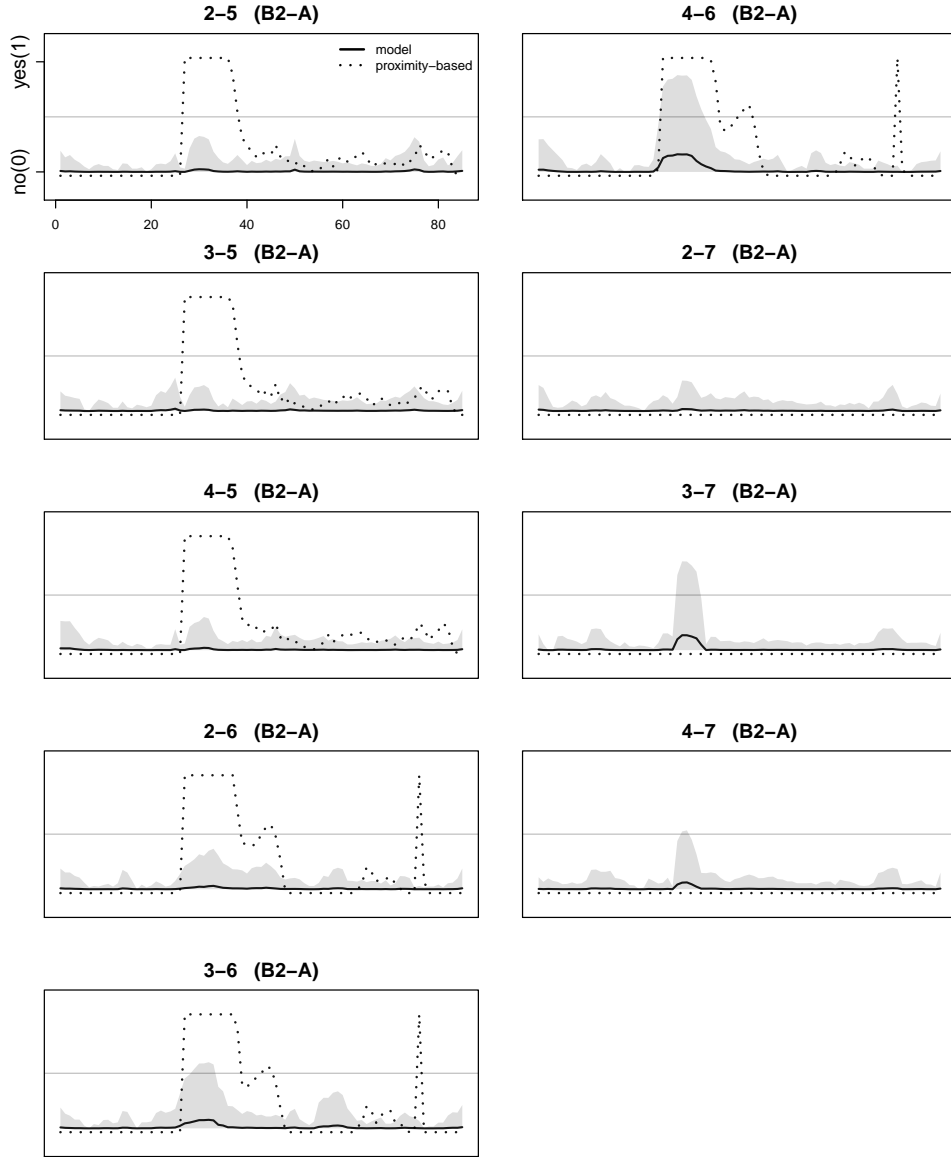 2−5 (B2−A)
yes(1)
no(0)
model
proximity−based
0 20 40 60 80
4−6 (B2−A)
3−5 (B2−A)
2−7 (B2−A)
4−5 (B2−A)
3−7 (B2−A)
2−6 (B2−A)
4−7 (B2−A)
3−6 (B2−A)